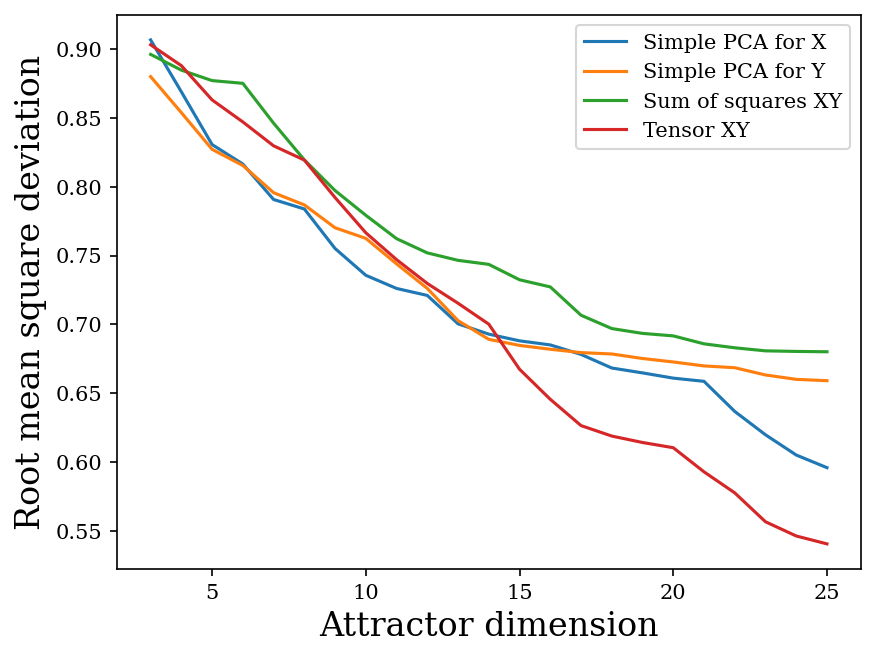 Root mean square deviation
0.90
0.85
0.80
0.75
0.70
0.65
0.60
0.55
Simple PCA for X
Simple PCA for Y
Sum of squares XY
Tensor XY
5
10
15
20
25
Attractor dimension